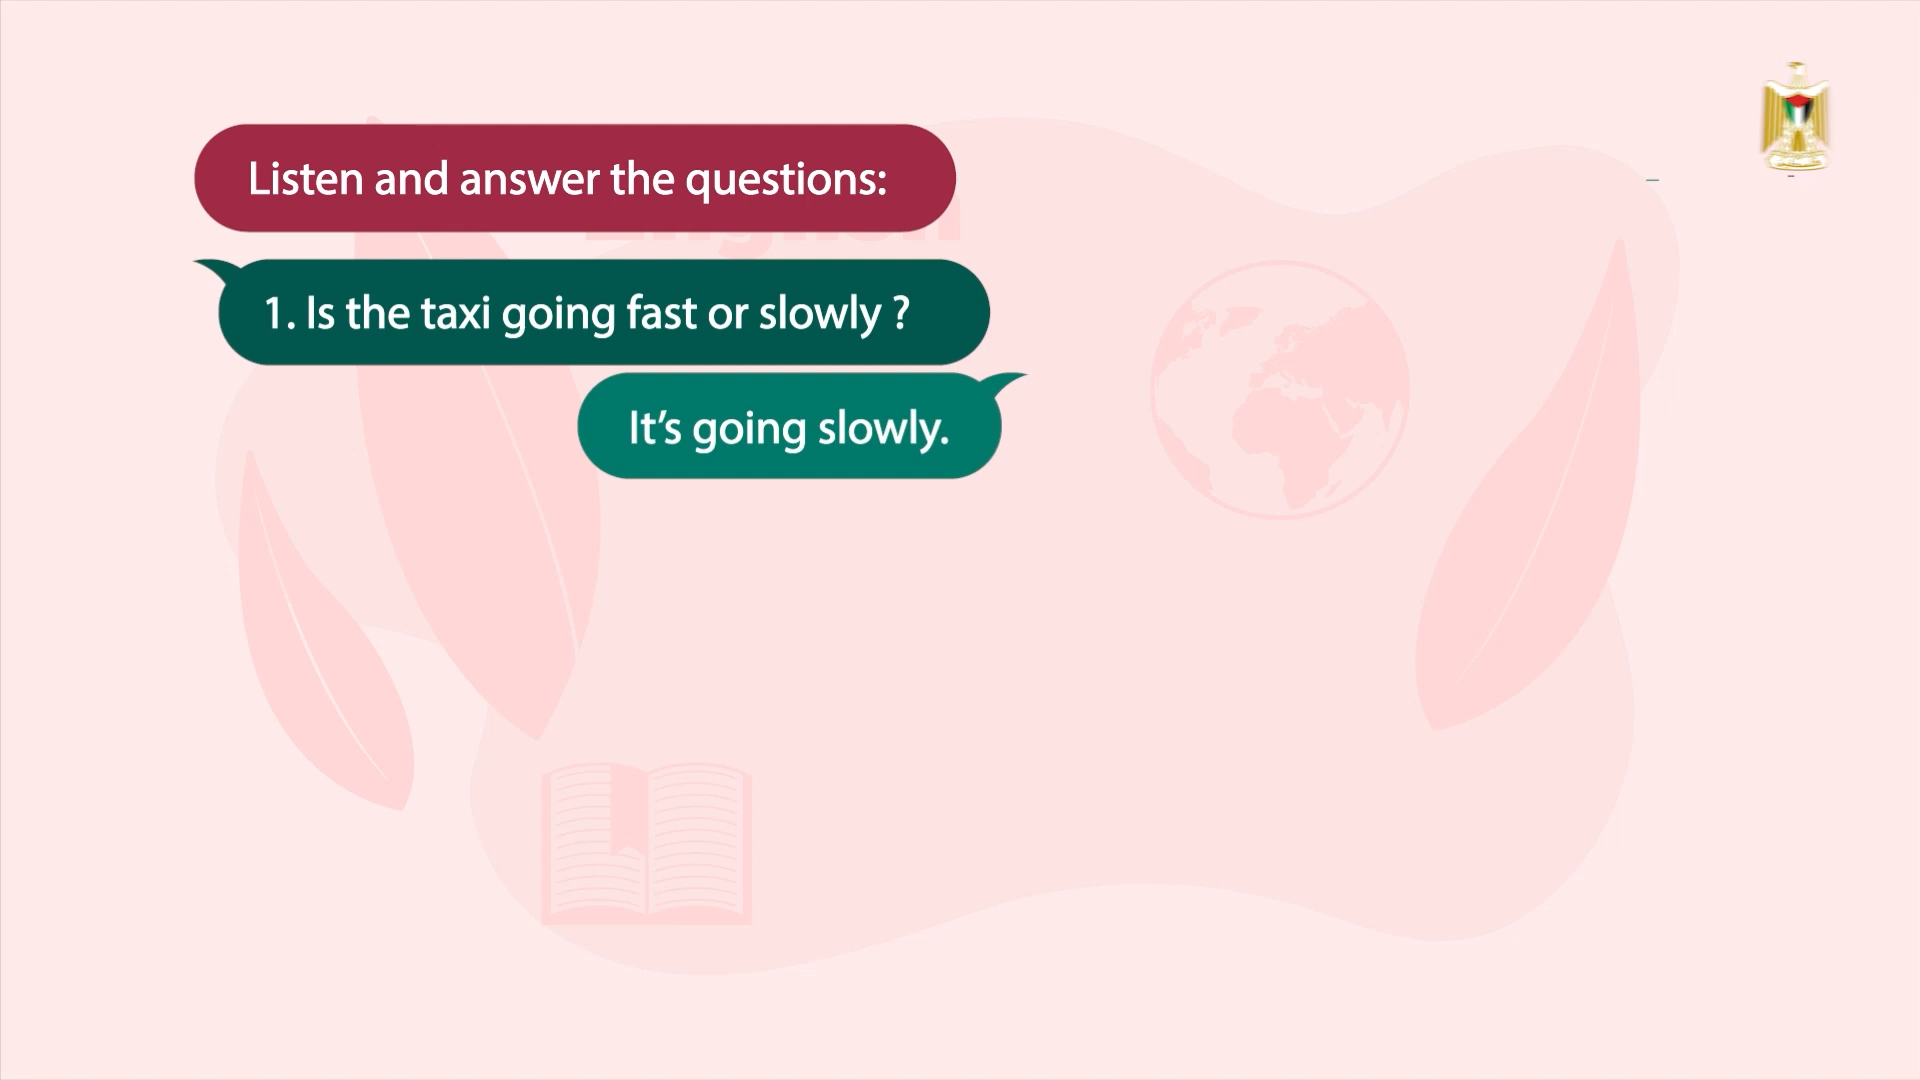 Listen and answer the questions:
1. Is the taxi going fast or slowly ?
It's going slowly.